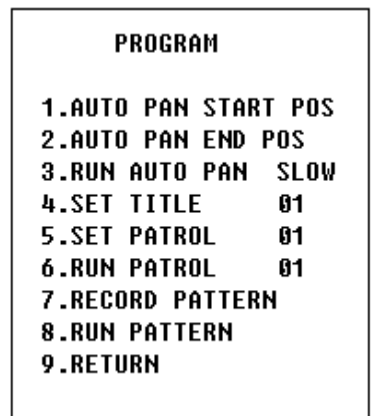 PROGRAM
1.AUTO PAN START POS
2.AUTO PAN END POS
3.RUN AUTO PAN SLOW
4.SET TITLE 01
5.SET PATROL 01
6.RUN PATROL 01
7.RECORD PATTERN
8.RUN PATTERN
9.RETURN